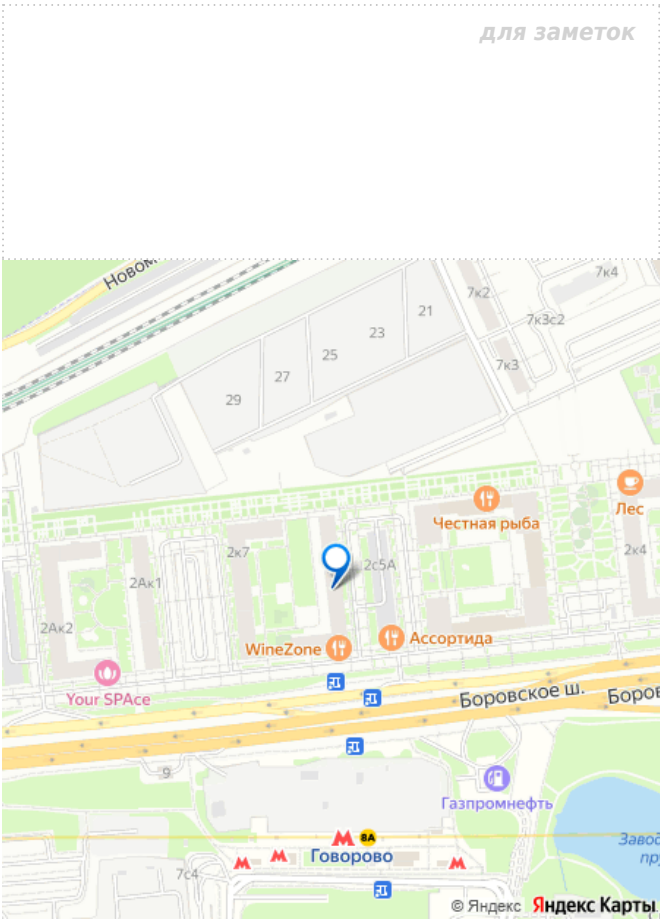 для заметок
Новом
7к4
7к2
21
7к3с2
23
25
7к3
27
29
Честная рыба
Лес
2к7
2с5А
2к4
2Ак1
2Ак2
WineZone
Ассортида
Your SPAce
Боровское ш.
Боров
9
Газпромнефть
8А
Говорово
Завод
пру
7с4
© Яндекс Яндекс Карты